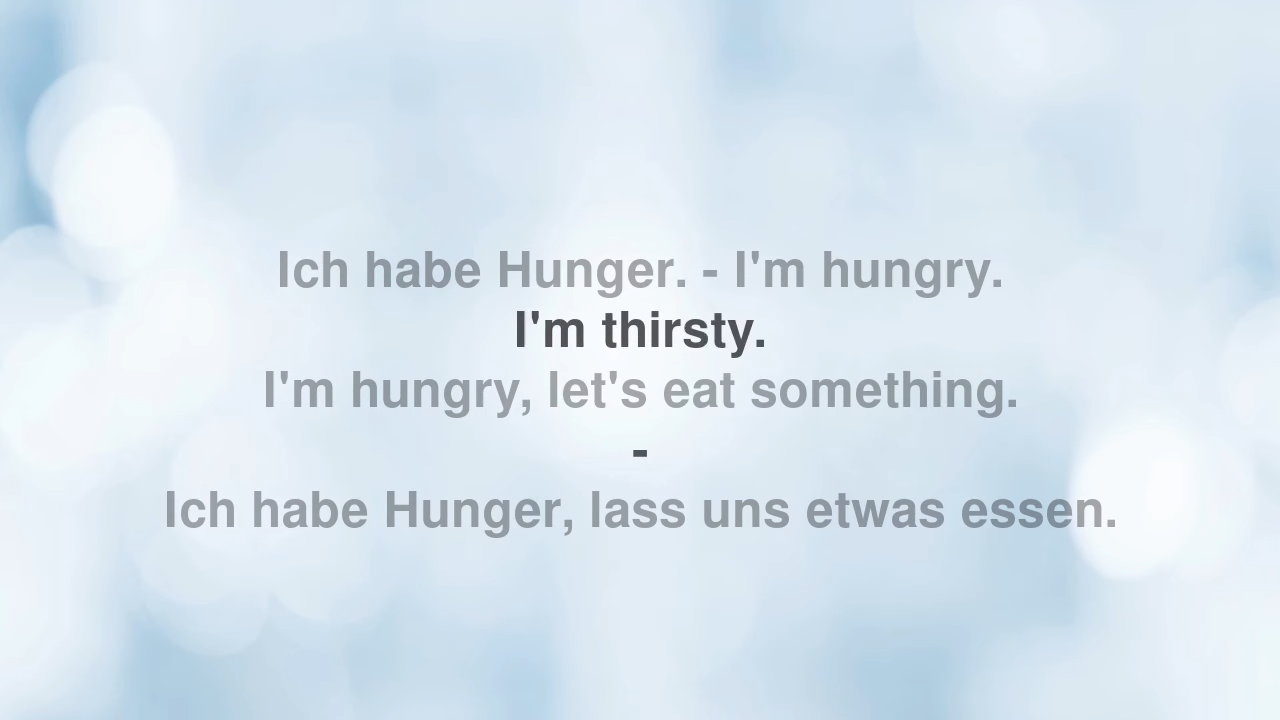 Ich habe Hunger. - I'm hungry.
I'm thirsty.
I'm hungry, let's eat something.
-
Ich habe Hunger, lass uns etwas essen.